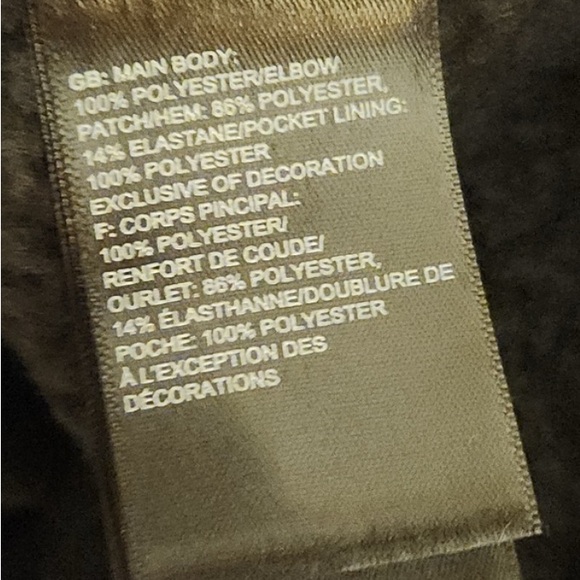 GB: MAIN BODY:
100% POLYESTER/ELBOW
PATCH/HEM: 86% POLYESTER,
14% ELASTANE/POCKET LINING:
100% POLYESTER
EXCLUSIVE OF DECORATION
F: CORPS PINCIPAL:
100% POLYESTER/
RENFORT DE COUDE/
OURLET: 86% POLYESTER,
14% ÉLASTHANNE/DOUBLURE DE
POCHE: 100% POLYESTER
À L'EXCEPTION DES
DÉCORATIONS